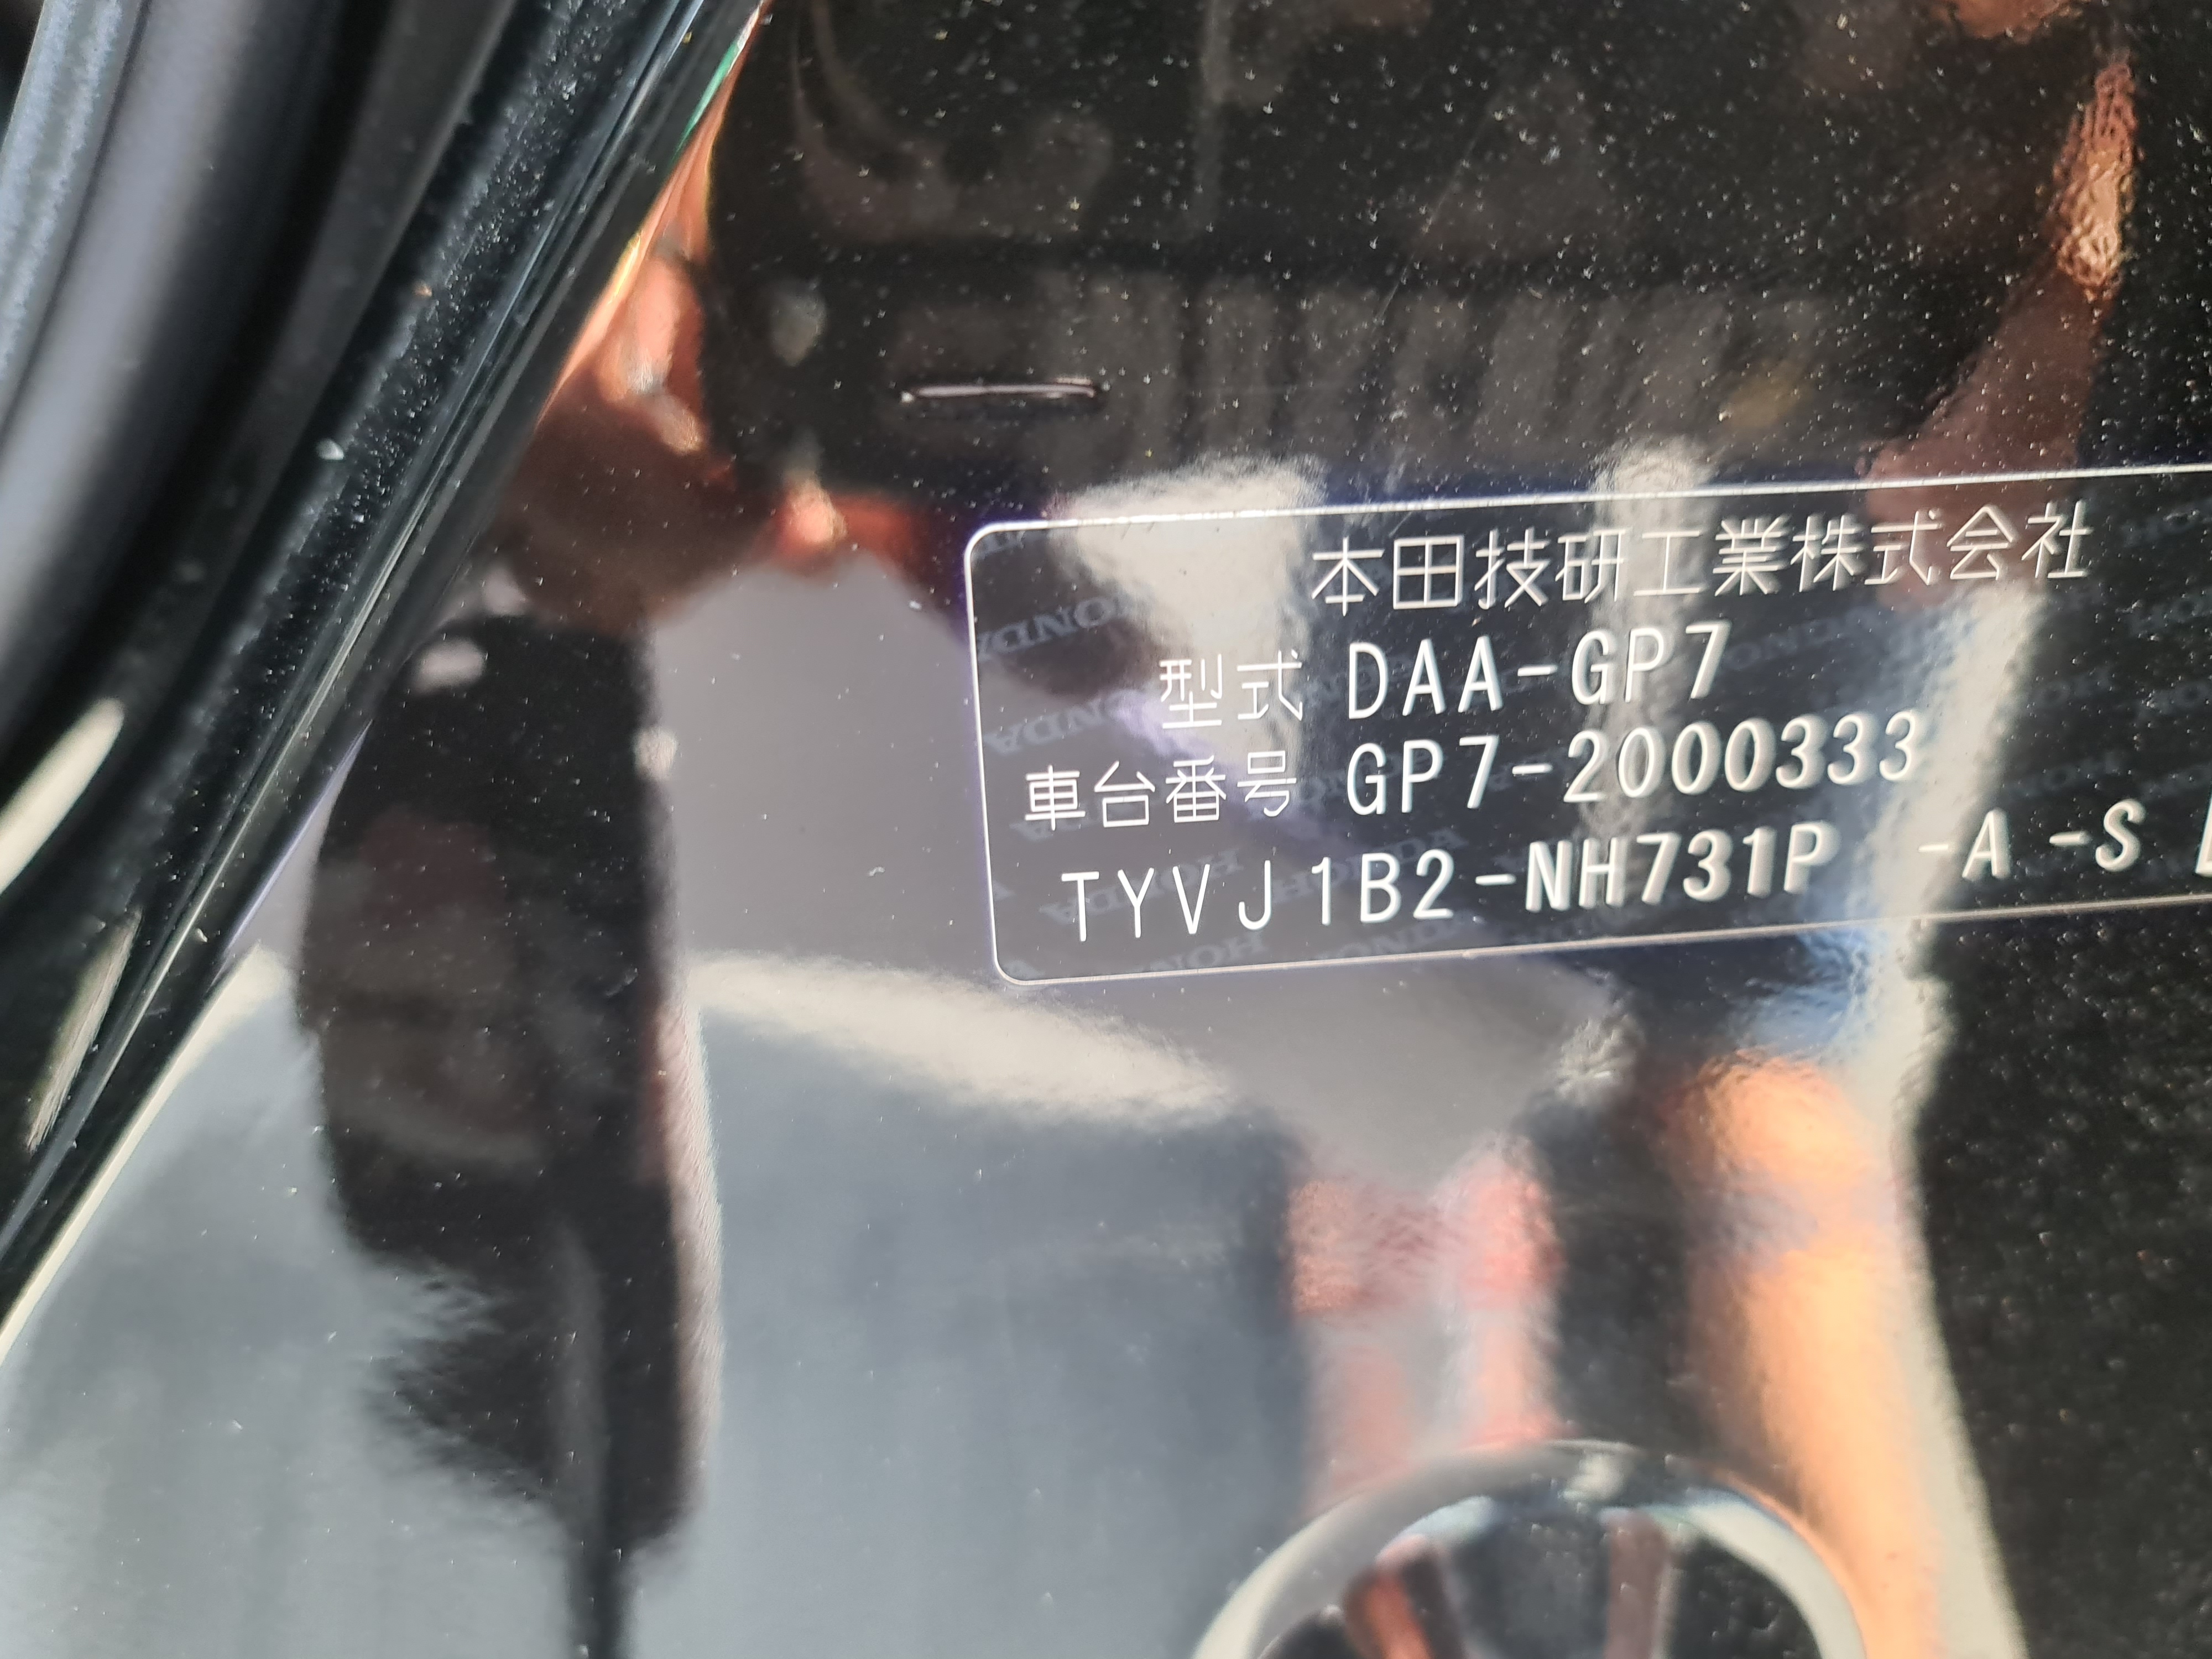 本田技研工業株式会社
型式 DAA-GP7
車台番号 GP7-2000333
TYVJ1B2-NH731P -A -S